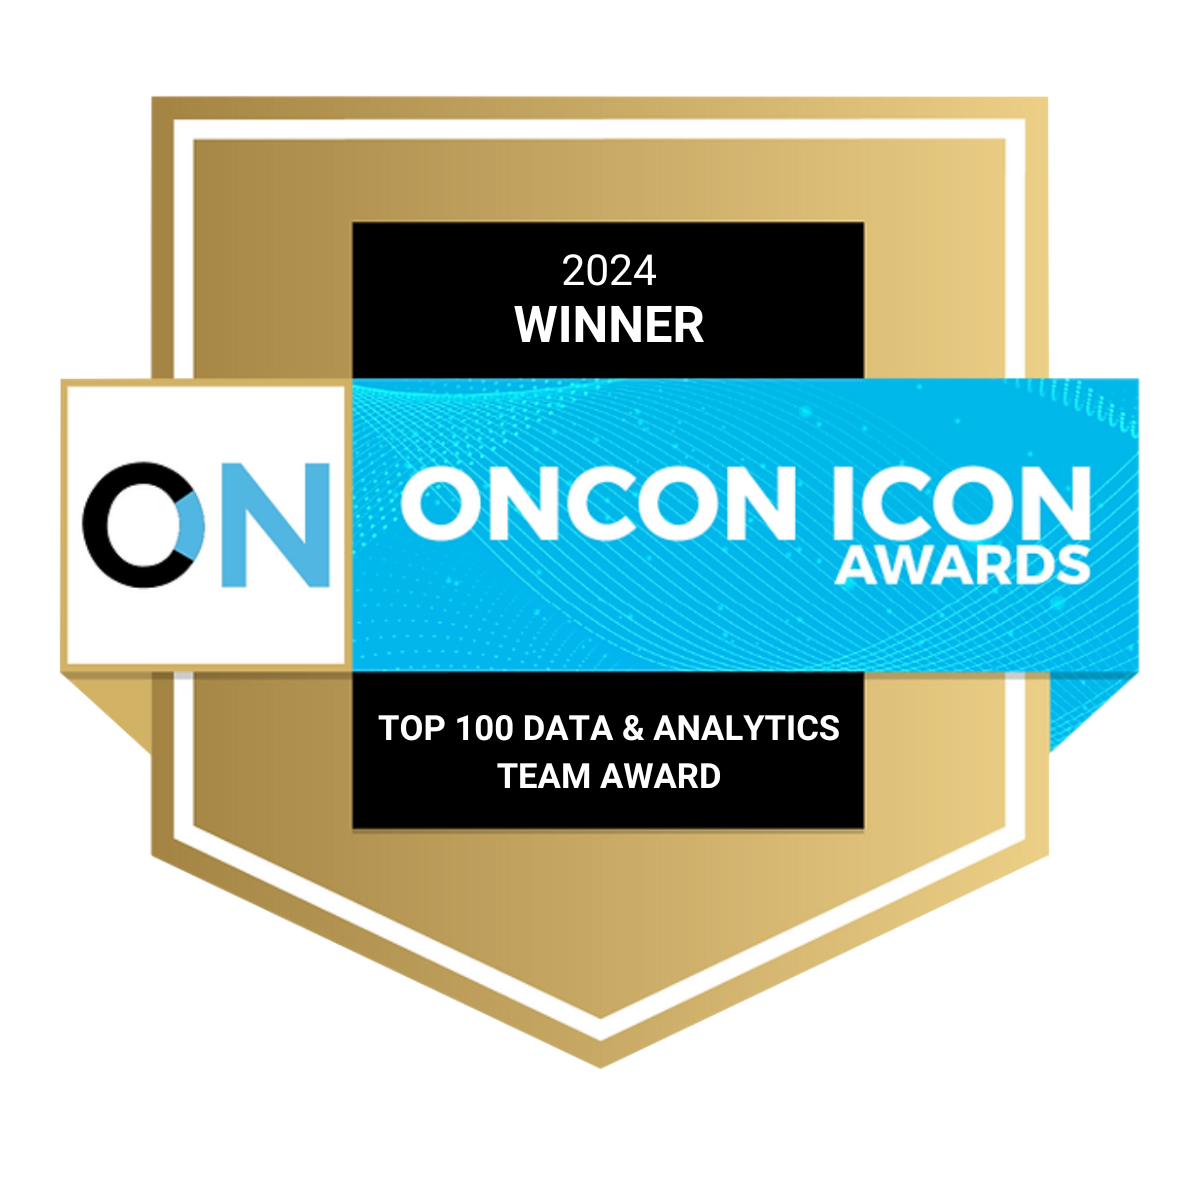 2024
WINNER
ON
ONCON ICON
AWARDS
TOP 100 DATA & ANALYTICS
TEAM AWARD